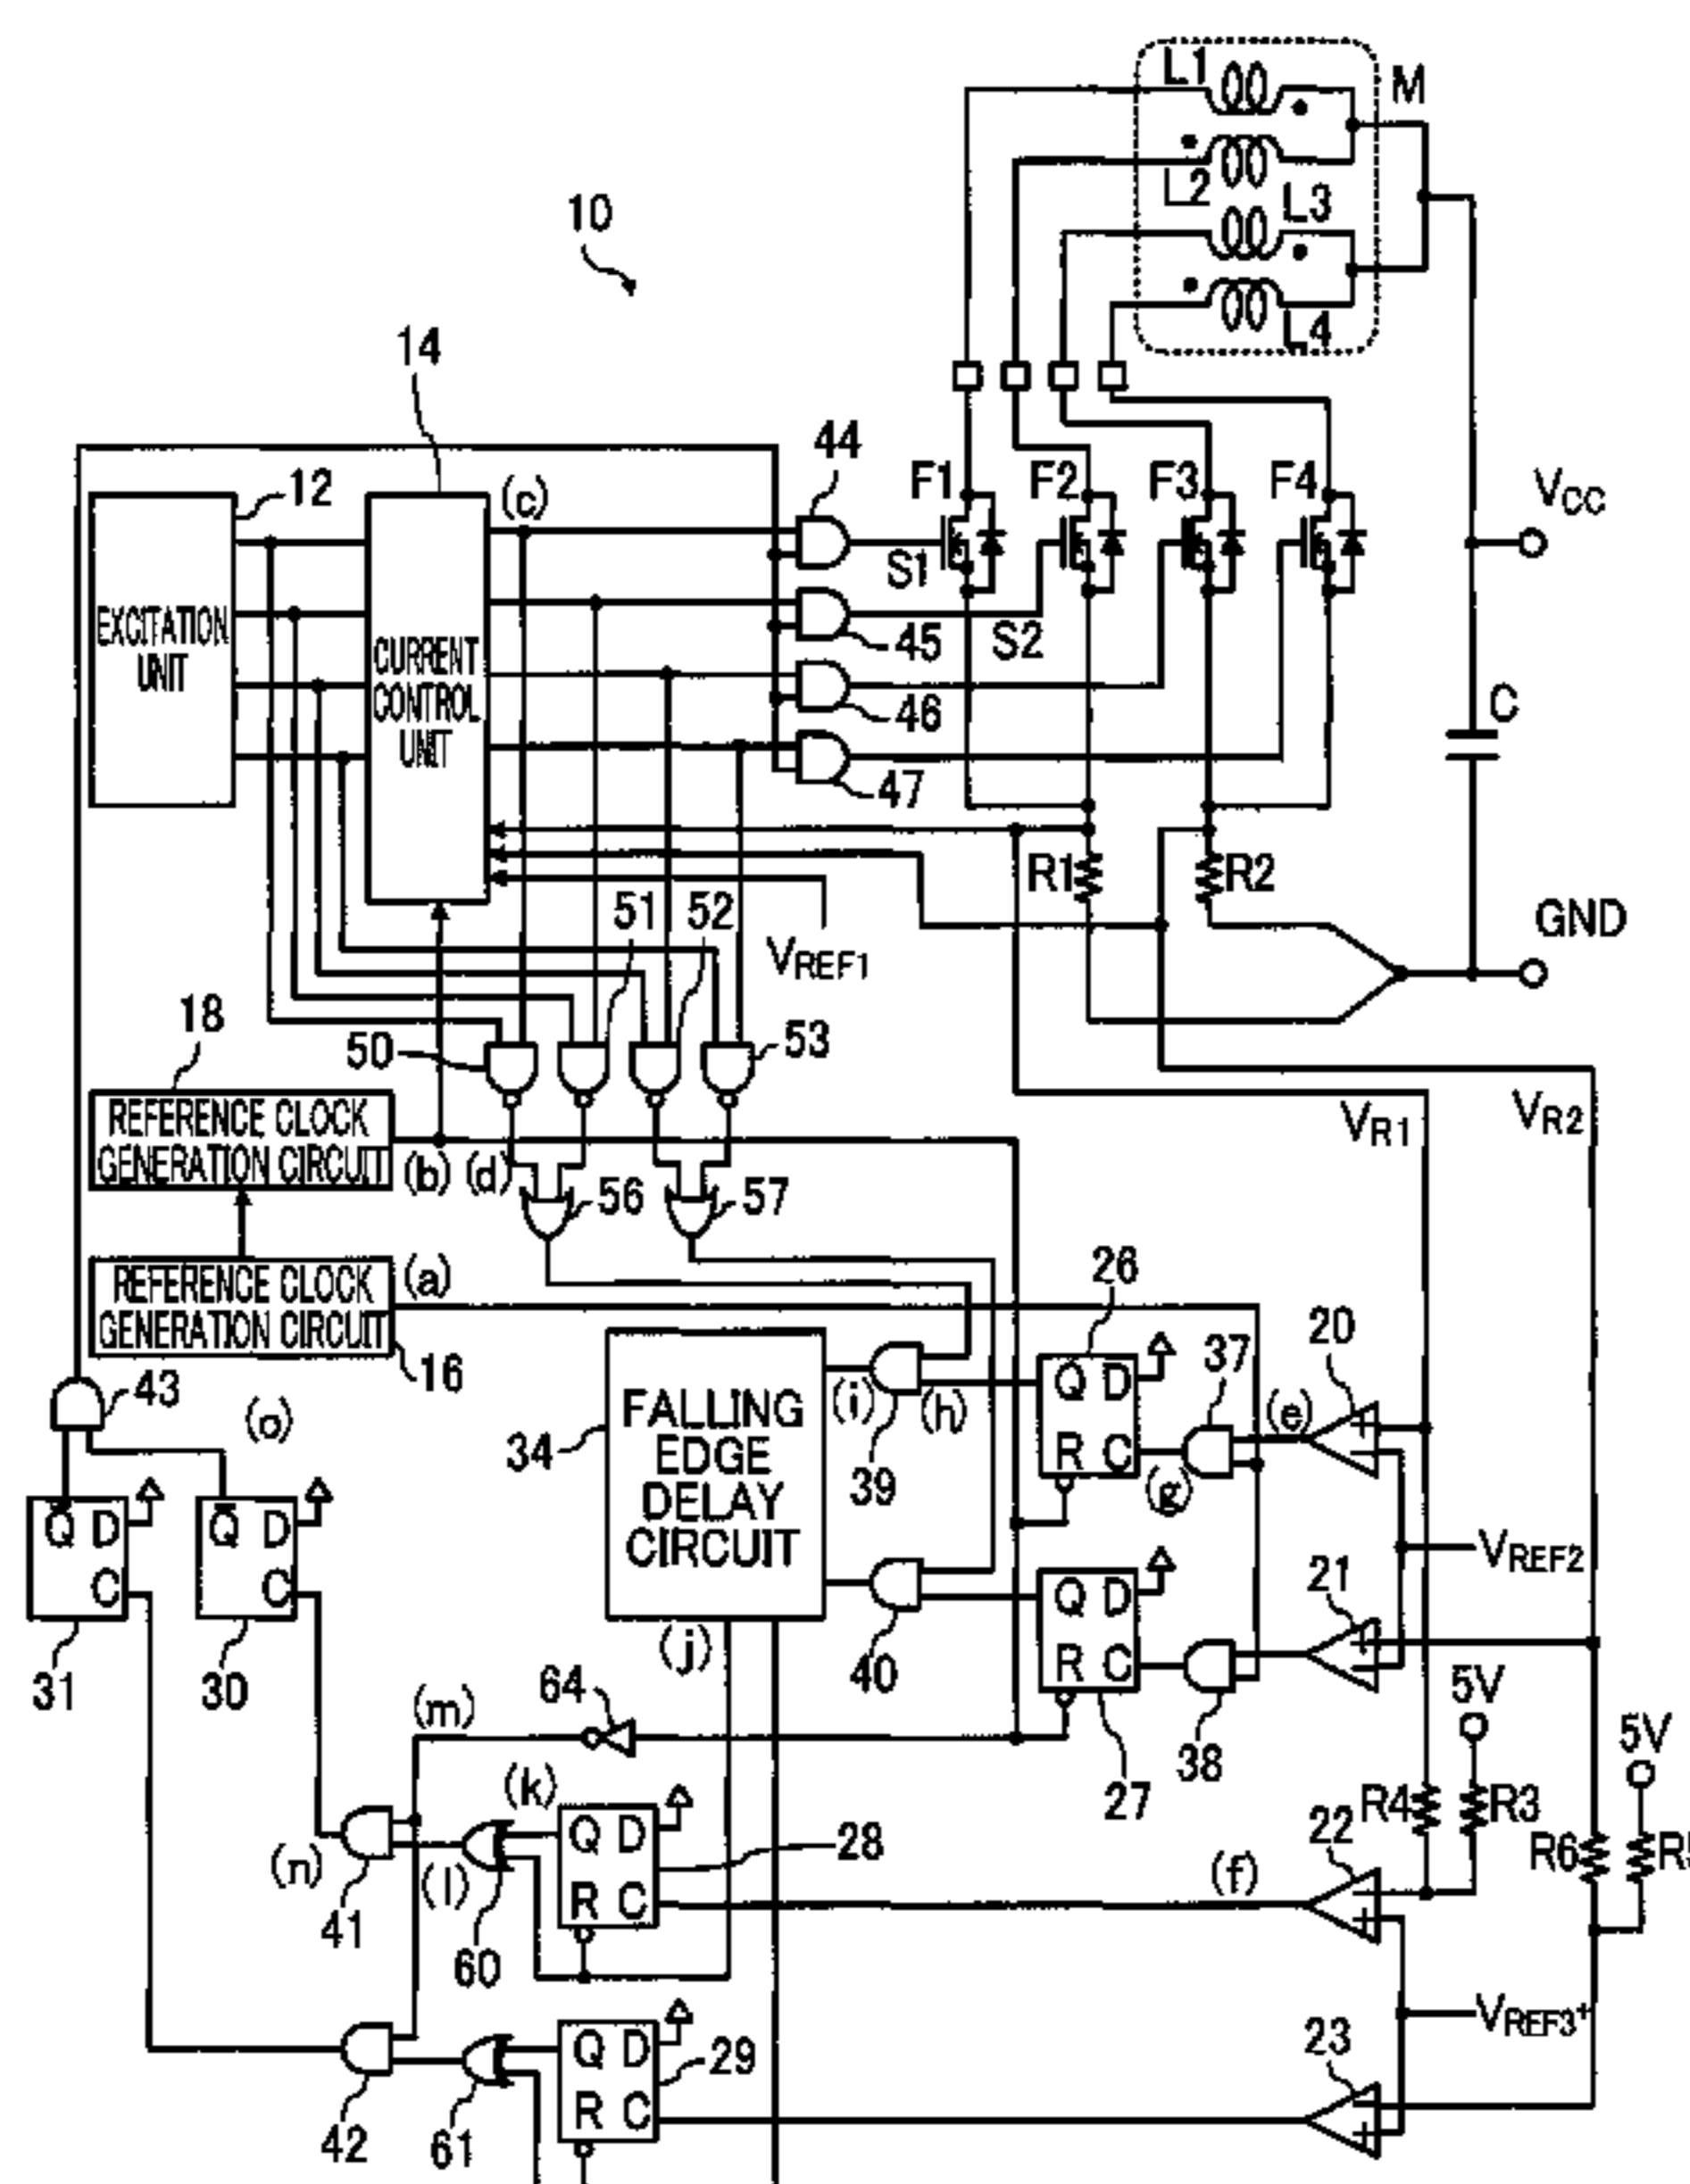 L1
M
L2
L3
L4
10
14
44
F1
F2
F3
F4
VCC
12
(c)
S1
EXCITATION
UNIT
CURRENT
CONTROL
UNIT
45
S2
46
C
47
R1
R2
51
52
VREF1
GND
18
50
53
REFERENCE CLOCK
GENERATION CIRCUIT
(b)
(d)
VR1
VR2
56
57
REFERENCE CLOCK
GENERATION CIRCUIT
(a)
16
26
20
43
(o)
37
34
FALLING
EDGE
DELAY
CIRCUIT
(i)
(h)
39
Q D
R C
(g)
(e)
Q D
C
Q D
C
VREF2
31
30
(j)
40
Q D
R C
21
38
27
5V
5V
64
(m)
(k)
R4
R3
22
R6
(n)
41
(l)
60
Q D
R C
28
(f)
VREF3
23
42
61
Q D
R C
29